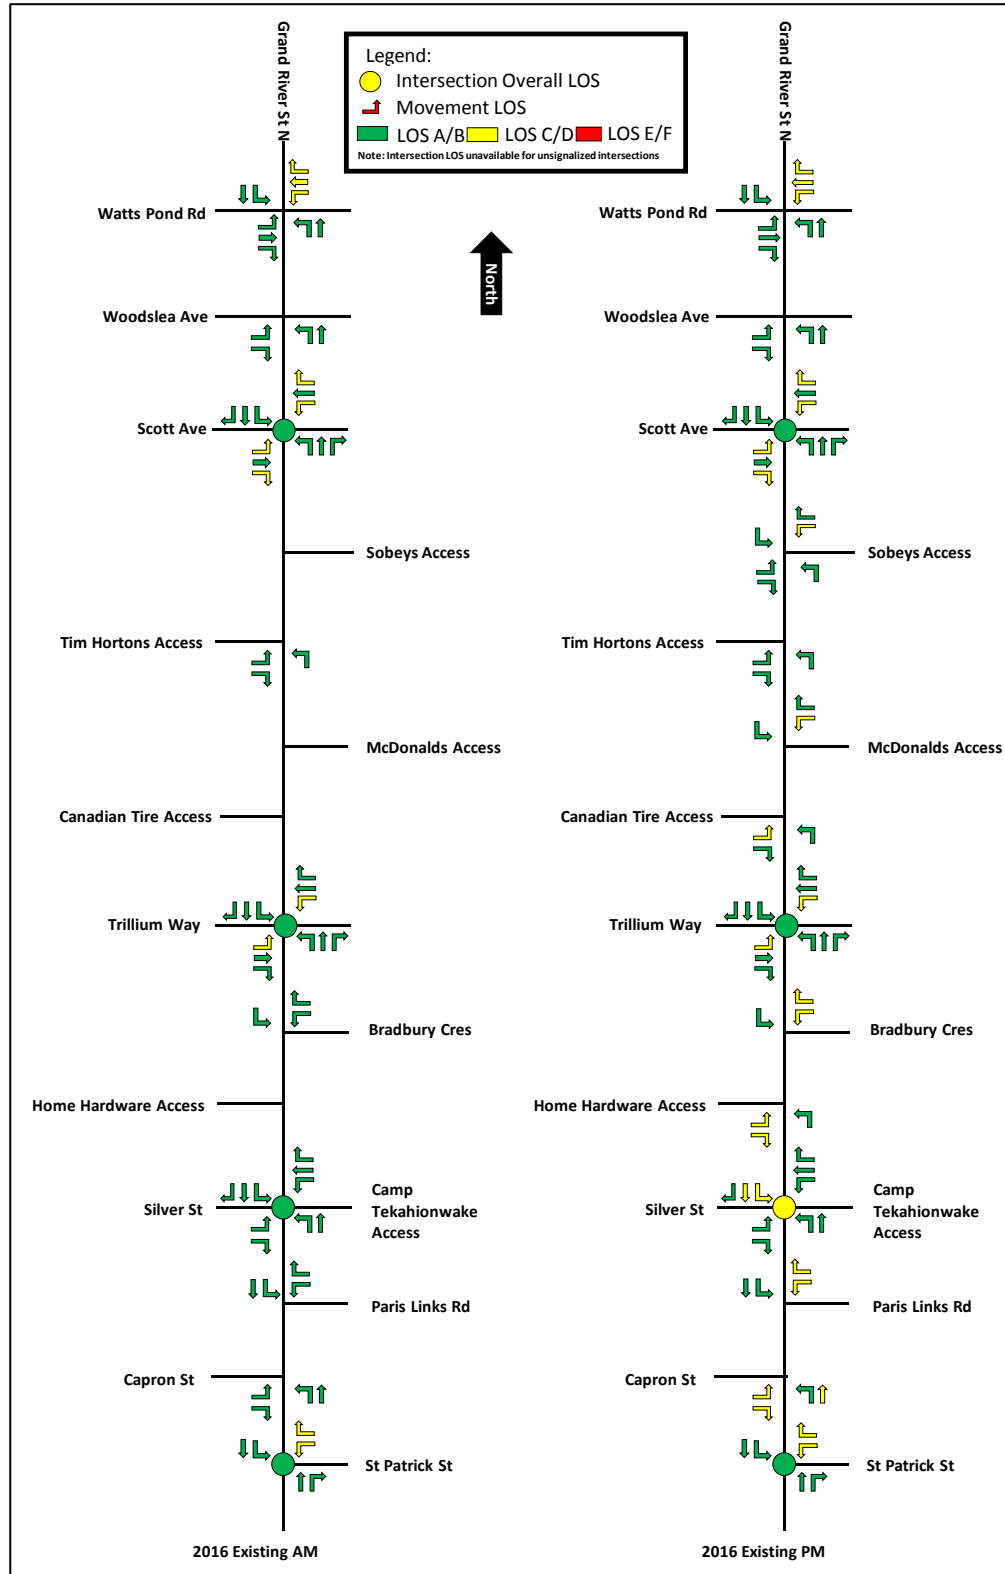 Grand River St N
Grand River St N
Legend:
Intersection Overall LOS
Movement LOS
LOS A/B LOS C/D LOS E/F
Note: Intersection LOS unavailable for unsignalized intersections
North
Watts Pond Rd
Woodslea Ave
Scott Ave
Sobeys Access
Tim Hortons Access
McDonalds Access
Canadian Tire Access
Trillium Way
Bradbury Cres
Home Hardware Access
Silver St
Camp
Tekahionwake
Access
Paris Links Rd
Capron St
St Patrick St
2016 Existing AM
Watts Pond Rd
Woodslea Ave
Scott Ave
Sobeys Access
Tim Hortons Access
McDonalds Access
Canadian Tire Access
Trillium Way
Bradbury Cres
Home Hardware Access
Silver St
Camp
Tekahionwake
Access
Paris Links Rd
Capron St
St Patrick St
2016 Existing PM